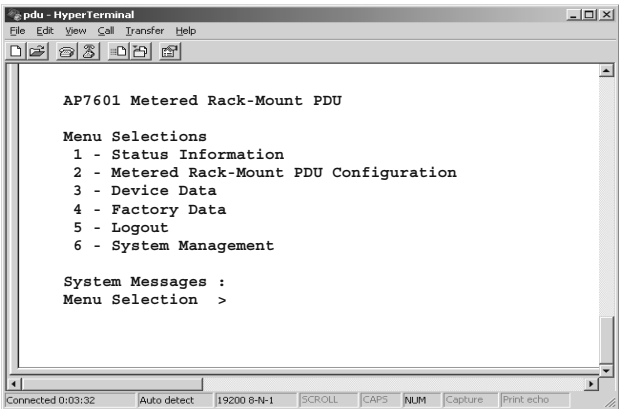 pdu - HyperTerminal
File Edit View Call Transfer Help
AP7601 Metered Rack-Mount PDU
Menu Selections
1 - Status Information
2 - Metered Rack-Mount PDU Configuration
3 - Device Data
4 - Factory Data
5 - Logout
6 - System Management
System Messages :
Menu Selection >
Connected 0:03:32 Auto detect 19200 8-N-1 SCROLL CAPS NUM Capture Print echo